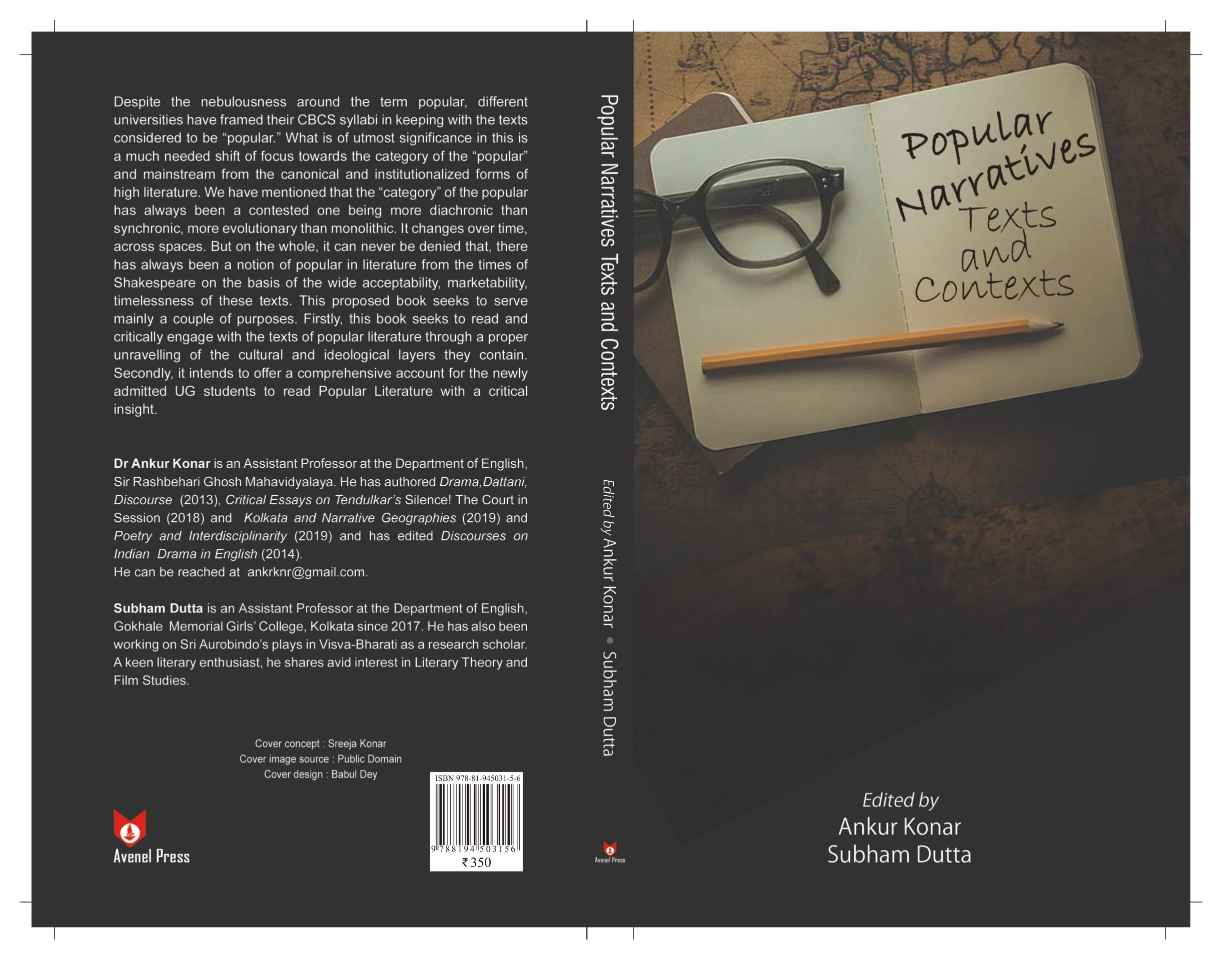 Despite the nebulousness around the term popular, different
universities have framed their CBCS syllabi in keeping with the texts
considered to be “popular.” What is of utmost significance in this is
a much needed shift of focus towards the category of the “popular”
and mainstream from the canonical and institutionalized forms of
high literature. We have mentioned that the “category” of the popular
has always been a contested one being more diachronic than
synchronic, more evolutionary than monolithic. It changes over time,
across spaces. But on the whole, it can never be denied that, there
has always been a notion of popular in literature from the times of
Shakespeare on the basis of the wide acceptability, marketability,
timelessness of these texts. This proposed book seeks to serve
mainly a couple of purposes. Firstly, this book seeks to read and
critically engage with the texts of popular literature through a proper
unravelling of the cultural and ideological layers they contain.
Secondly, it intends to offer a comprehensive account for the newly
admitted UG students to read Popular Literature with a critical
insight.
Dr Ankur Konar is an Assistant Professor at the Department of English,
Sir Rashbehari Ghosh Mahavidyalaya. He has authored Drama,Dattani,
Discourse (2013), Critical Essays on Tendulkar’s Silence! The Court in
Session (2018) and Kolkata and Narrative Geographies (2019) and
Poetry and Interdisciplinarity (2019) and has edited Discourses on
Indian Drama in English (2014).
He can be reached at ankrknr@gmail.com.
Subham Dutta is an Assistant Professor at the Department of English,
Gokhale Memorial Girls’ College, Kolkata since 2017. He has also been
working on Sri Aurobindo’s plays in Visva-Bharati as a research scholar.
A keen literary enthusiast, he shares avid interest in Literary Theory and
Film Studies.
Cover concept : Sreeja Konar
Cover image source : Public Domain
Cover design : Babul Dey
Avenel Press
ISBN 978-81-945031-5-6
9 788194 503156
₹350
Popular Narratives Texts and Contexts
Edited by Ankur Konar • Subham Dutta
Avenel Press
Popular
Narratives
Texts
and
Contexts
Edited by
Ankur Konar
Subham Dutta